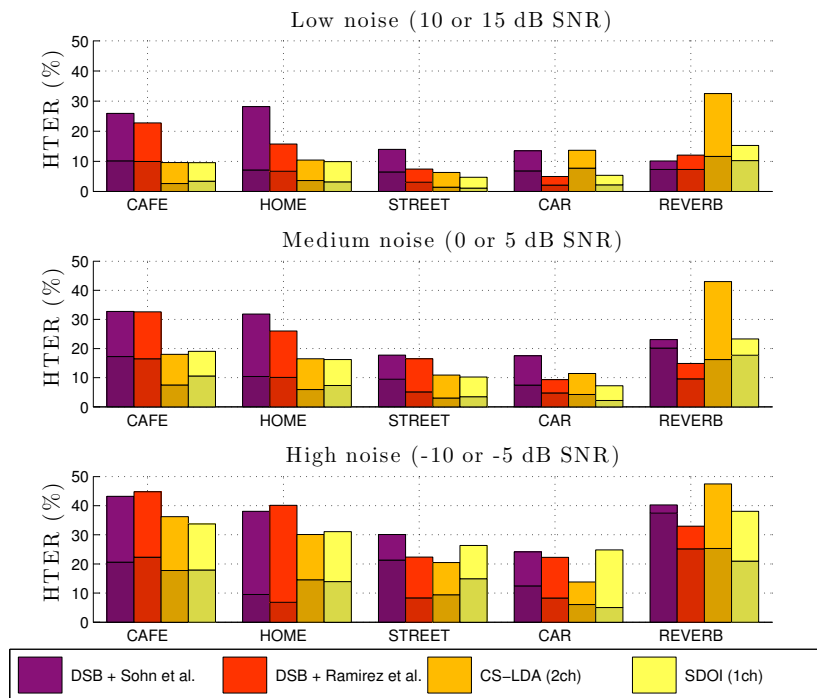 Low noise (10 or 15 dB SNR)
HTER (%)
50
40
30
20
10
0
CAFE HOME STREET CAR REVERB
Medium noise (0 or 5 dB SNR)
HTER (%)
50
40
30
20
10
0
CAFE HOME STREET CAR REVERB
High noise (-10 or -5 dB SNR)
HTER (%)
50
40
30
20
10
0
CAFE HOME STREET CAR REVERB
DSB + Sohn et al. DSB + Ramirez et al. CS-LDA (2ch) SDOI (1ch)